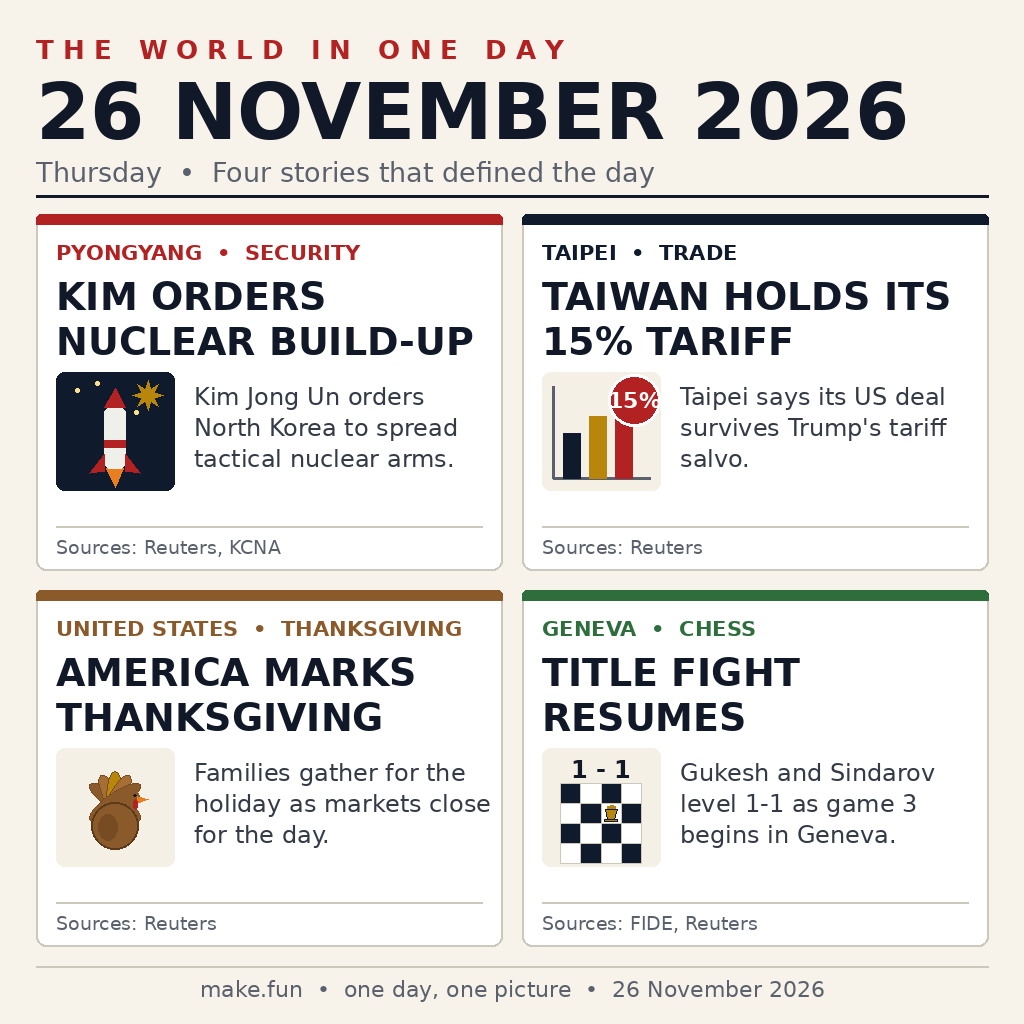 THE WORLD IN ONE DAY
26 NOVEMBER 2026
Thursday • Four stories that defined the day
PYONGYANG • SECURITY
KIM ORDERS
NUCLEAR BUILD-UP
Kim Jong Un orders
North Korea to spread
tactical nuclear arms.
Sources: Reuters, KCNA
TAIPEI • TRADE
TAIWAN HOLDS ITS
15% TARIFF
15%
Taipei says its US deal
survives Trump's tariff
salvo.
Sources: Reuters
UNITED STATES • THANKSGIVING
AMERICA MARKS
THANKSGIVING
Families gather for the
holiday as markets close
for the day.
Sources: Reuters
GENEVA • CHESS
TITLE FIGHT
RESUMES
1 - 1
Gukesh and Sindarov
level 1-1 as game 3
begins in Geneva.
Sources: FIDE, Reuters
make.fun • one day, one picture • 26 November 2026